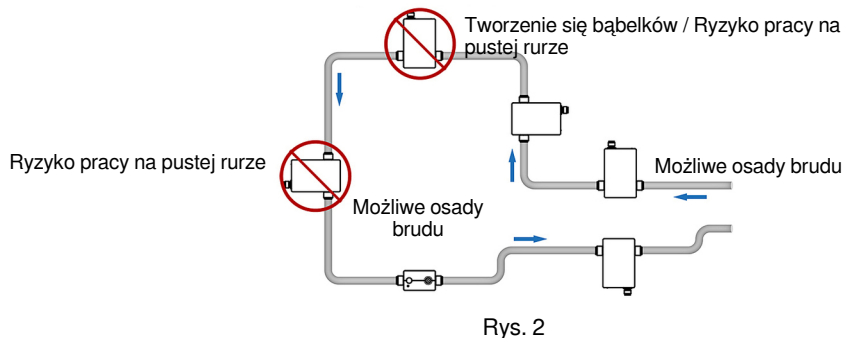 Tworzenie się bąbelków / Ryzyko pracy na
pustej rurze
Ryzyko pracy na pustej rurze
Możliwe osady brudu
Możliwe osady
brudu
Rys. 2